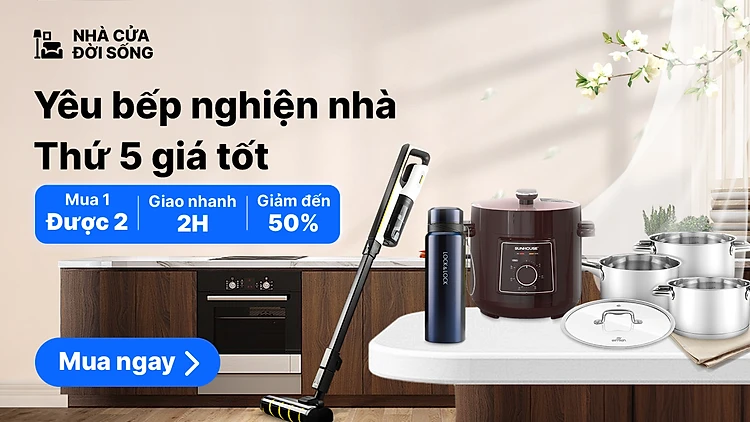 NHÀ CỬA
ĐỜI SỐNG
Yêu bếp nghiện nhà
Thứ 5 giá tốt
Mua 1
Được 2
Giao nhanh
2H
Giảm đến
50%
Mua ngay
LOCK&LOCK
SUNHOUSE